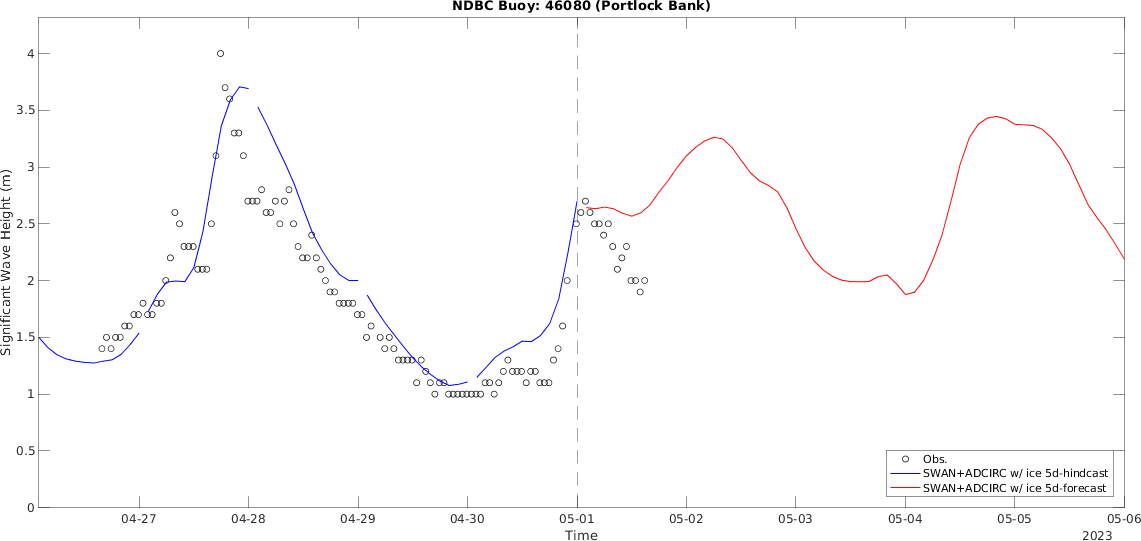 NDBC Buoy: 46080 (Portlock Bank)
Significant Wave Height (m)
4
3.5
3
2.5
2
1.5
1
0.5
0
Obs.
SWAN+ADCIRC w/ ice 5d-hindcast
SWAN+ADCIRC w/ ice 5d-forecast
04-27 04-28 04-29 04-30 05-01 05-02 05-03 05-04 05-05 05-06
Time
2023